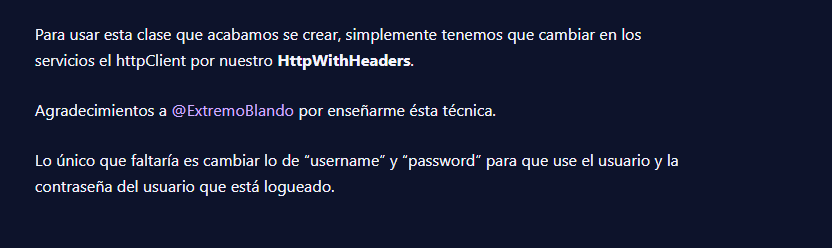 Para usar esta clase que acabamos se crear, simplemente tenemos que cambiar en los
servicios el httpClient por nuestro HttpWithHeaders.
Agradecimientos a @ExtremoBlando por enseñarme ésta técnica.
Lo único que faltaría es cambiar lo de “username” y “password” para que use el usuario y la
contraseña del usuario que está logueado.